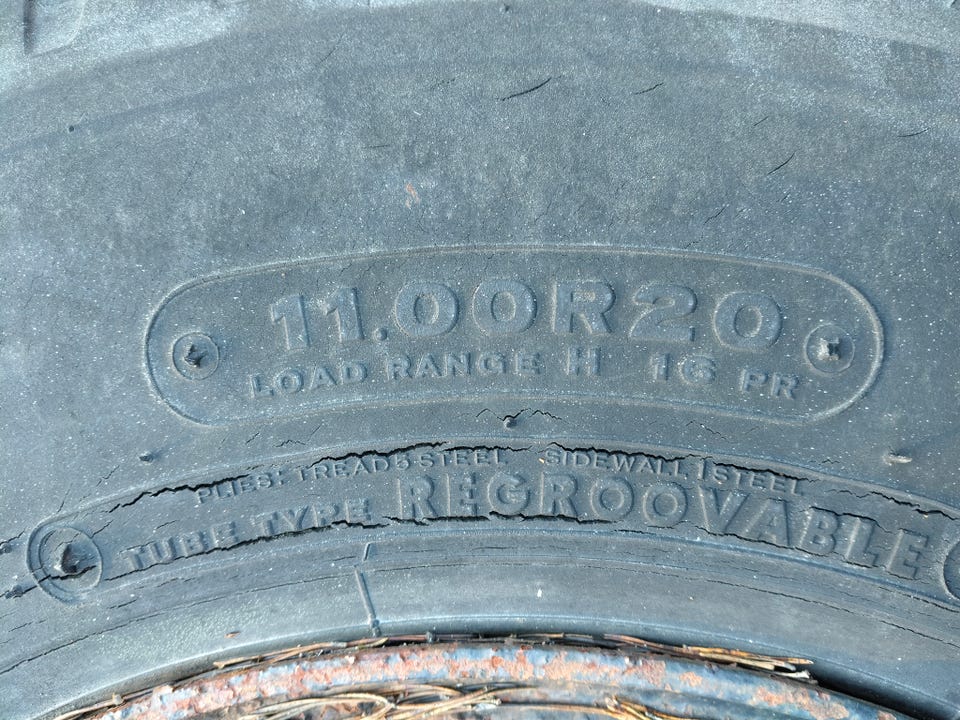 11.00R20
LOAD RANGE H 16 PR
PLIES: TREAD 5 STEEL SIDEWALL 1 STEEL
TUBE TYPE REGROOVABLE